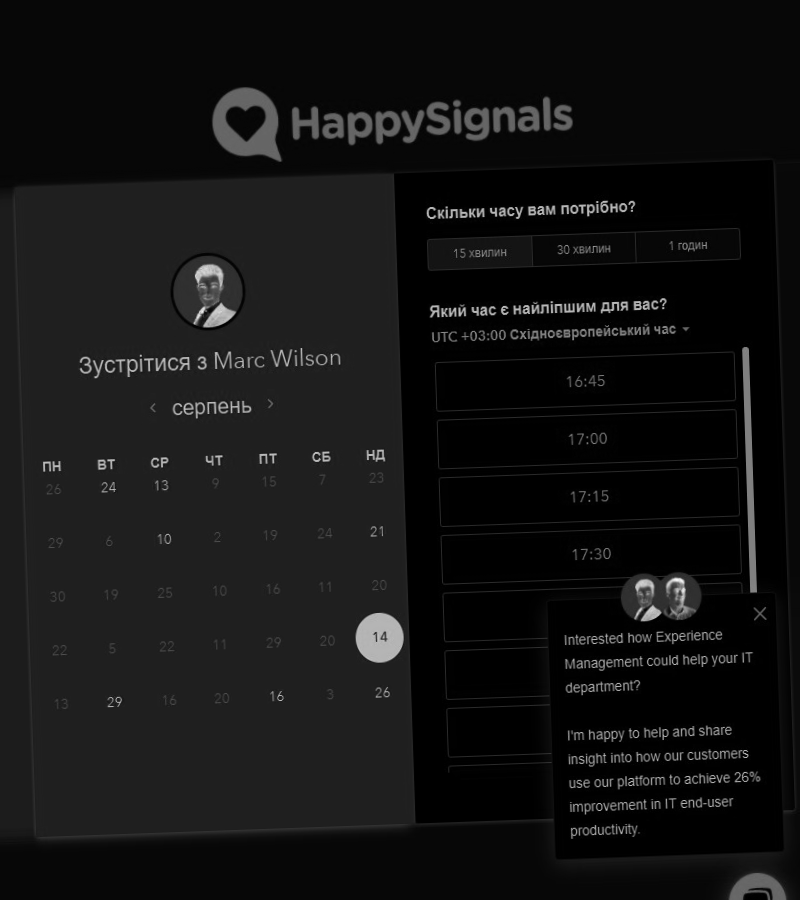 HappySignals
Зустрітися з Marc Wilson
серпень
ПН ВТ СР ЧТ ПТ СБ НД
26 24 13 9 15 7 23
29 6 10 2 19 24 21
30 19 25 10 16 11 20
22 5 22 11 29 20 14
13 29 16 20 16 3 26
Скільки часу вам потрібно?
15 хвилин 30 хвилин 1 годин
Який час є найліпшим для вас?
UTC +03:00 Східноєвропейський час
16:45
17:00
17:15
17:30
Interested how Experience
Management could help your IT
department?
I'm happy to help and share
insight into how our customers
use our platform to achieve 26%
improvement in IT end-user
productivity.